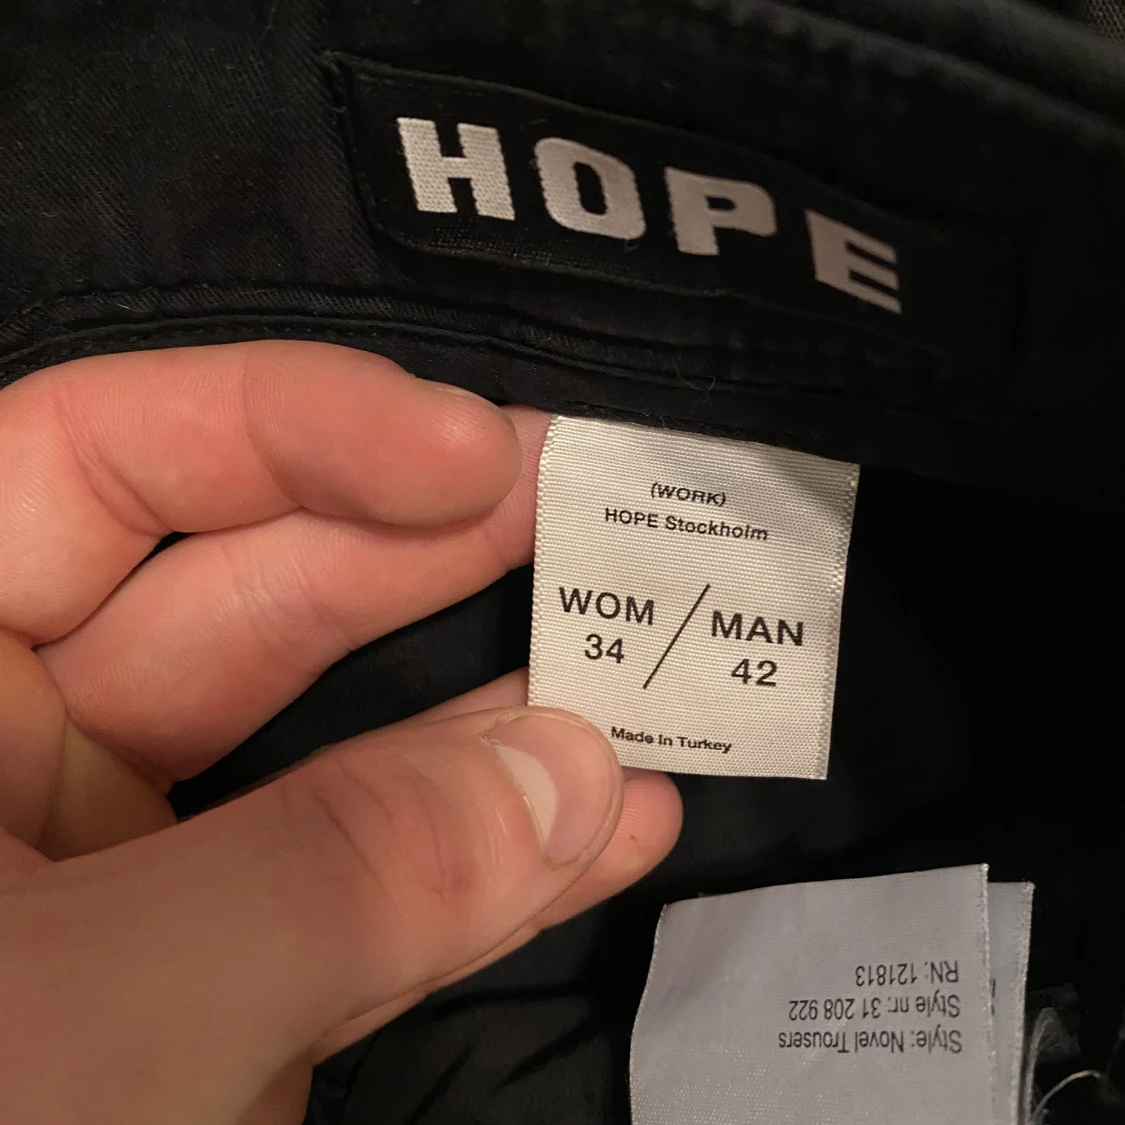 HOPE
(WORK)
HOPE Stockholm
WOM / MAN
34 42
Made In Turkey
Style: Novel Trousers
Style nr: 31 208 922
RN: 121813